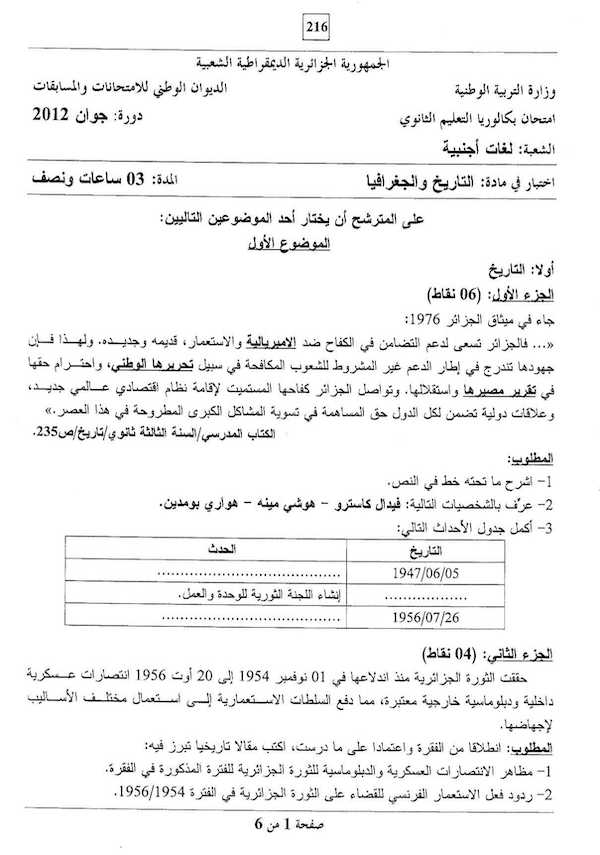 216
الجمهورية الجزائرية الديمقراطية الشعبية
وزارة التربية الوطنية الديوان الوطني للامتحانات والمسابقات
امتحان بكالوريا التعليم الثانوي دورة: جوان 2012
الشعبة: لغات أجنبية
اختبار في مادة: التاريخ والجغرافيا المدة: 03 ساعات ونصف
على المترشح أن يختار أحد الموضوعين التاليين:
الموضوع الأول
أولا: التاريخ
الجزء الأول: (06 نقاط)
جاء في ميثاق الجزائر 1976:
«... فالجزائر تسعى لدعم التضامن في الكفاح ضد الامبريالية والاستعمار، قديمه وجديده. ولهذا فإن
جهودها تندرج في إطار الدعم غير المشروط للشعوب المكافحة في سبيل تحريرها الوطني، واحترام حقها
في تقرير مصيرها واستقلالها. وتواصل الجزائر كفاحها المستميت لإقامة نظام اقتصادي عالمي جديد،
وعلاقات دولية تضمن لكل الدول حق المساهمة في تسوية المشاكل الكبرى المطروحة في هذا العصر.»
الكتاب المدرسي/السنة الثالثة ثانوي/تاريخ/ص235.
المطلوب:
1- اشرح ما تحته خط في النص.
2- عرّف بالشخصيات التالية: فيدال كاسترو - هوشي مينه - هواري بومدين.
3- أكمل جدول الأحداث التالي:
التاريخ الحدث
1947/06/05 ................................
.................. إنشاء اللجنة الثورية للوحدة والعمل.
1956/07/26 ................................
الجزء الثاني: (04 نقاط)
حققت الثورة الجزائرية منذ اندلاعها في 01 نوفمبر 1954 إلى 20 أوت 1956 انتصارات عسكرية
داخلية ودبلوماسية خارجية معتبرة، مما دفع السلطات الاستعمارية إلى استعمال مختلف الأساليب
لإجهاضها.
المطلوب: انطلاقا من الفقرة واعتمادا على ما درست، اكتب مقالا تاريخيا تبرز فيه:
1- مظاهر الانتصارات العسكرية والدبلوماسية للثورة الجزائرية للفترة المذكورة في الفقرة.
2- ردود فعل الاستعمار الفرنسي للقضاء على الثورة الجزائرية في الفترة 1956/1954.
صفحة 1 من 6